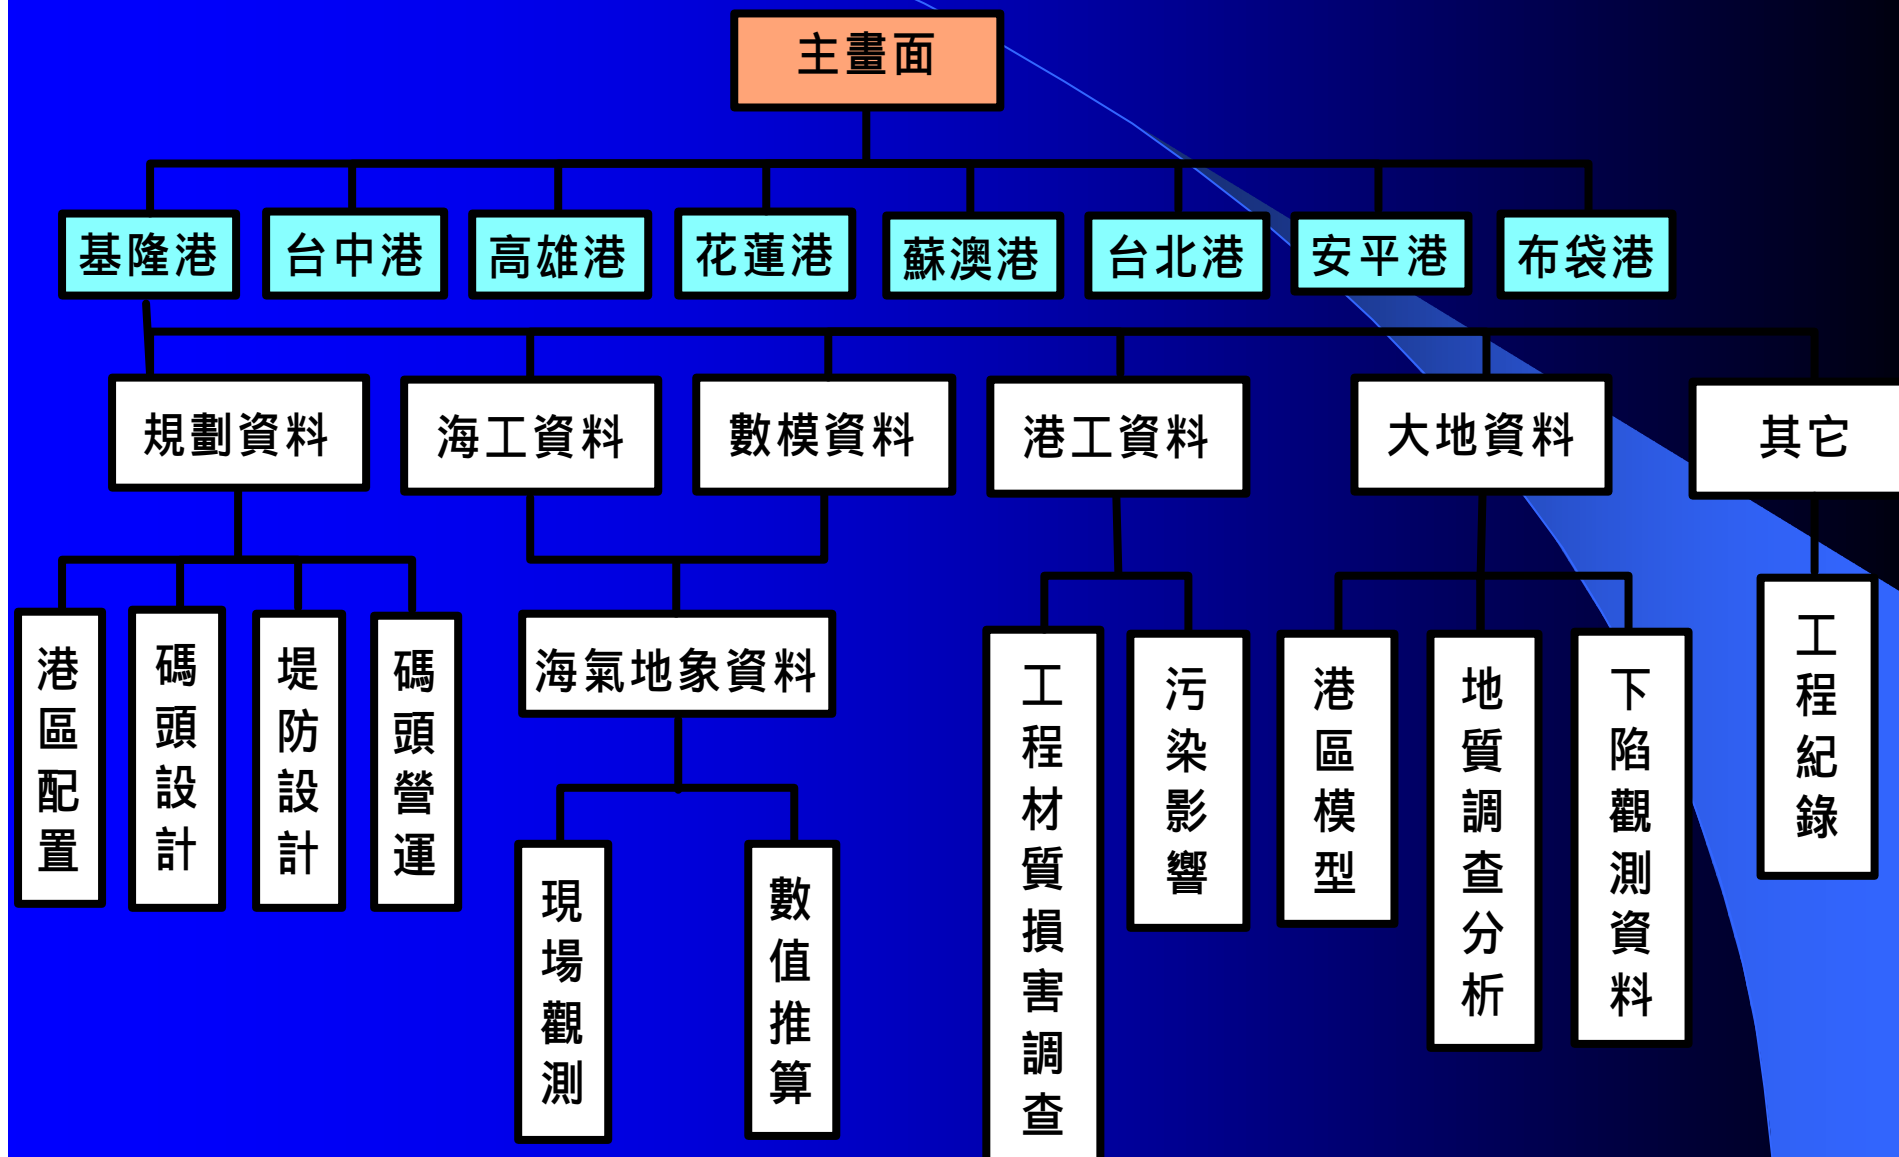 主畫面
基隆港
台中港
高雄港
花蓮港
蘇澳港
台北港
安平港
布袋港
規劃資料
海工資料
數模資料
港工資料
大地資料
其它
港區配置
碼頭設計
堤防設計
碼頭營運
海氣地象資料
現場觀測
數值推算
工程材質損害調查
污染影響
港區模型
地質調查分析
下陷觀測資料
工程紀錄